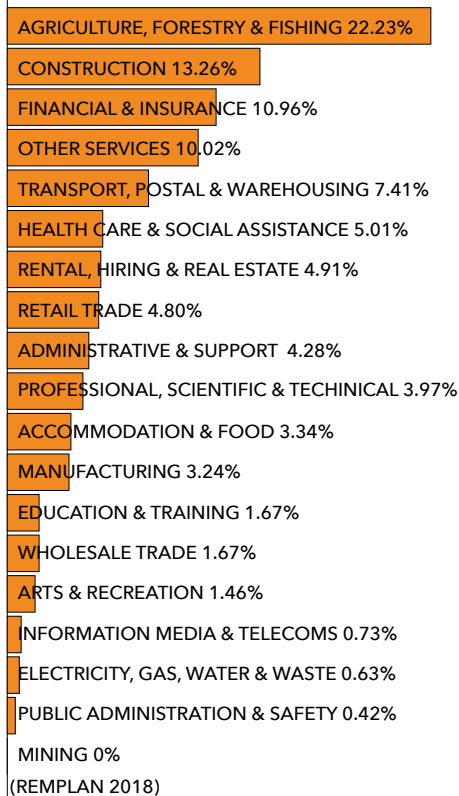 AGRICULTURE, FORESTRY & FISHING 22.23%
CONSTRUCTION 13.26%
FINANCIAL & INSURANCE 10.96%
OTHER SERVICES 10.02%
TRANSPORT, POSTAL & WAREHOUSING 7.41%
HEALTH CARE & SOCIAL ASSISTANCE 5.01%
RENTAL, HIRING & REAL ESTATE 4.91%
RETAIL TRADE 4.80%
ADMINISTRATIVE & SUPPORT 4.28%
PROFESSIONAL, SCIENTIFIC & TECHINICAL 3.97%
ACCOMMODATION & FOOD 3.34%
MANUFACTURING 3.24%
EDUCATION & TRAINING 1.67%
WHOLESALE TRADE 1.67%
ARTS & RECREATION 1.46%
INFORMATION MEDIA & TELECOMS 0.73%
ELECTRICITY, GAS, WATER & WASTE 0.63%
PUBLIC ADMINISTRATION & SAFETY 0.42%
MINING 0%
(REMPLAN 2018)